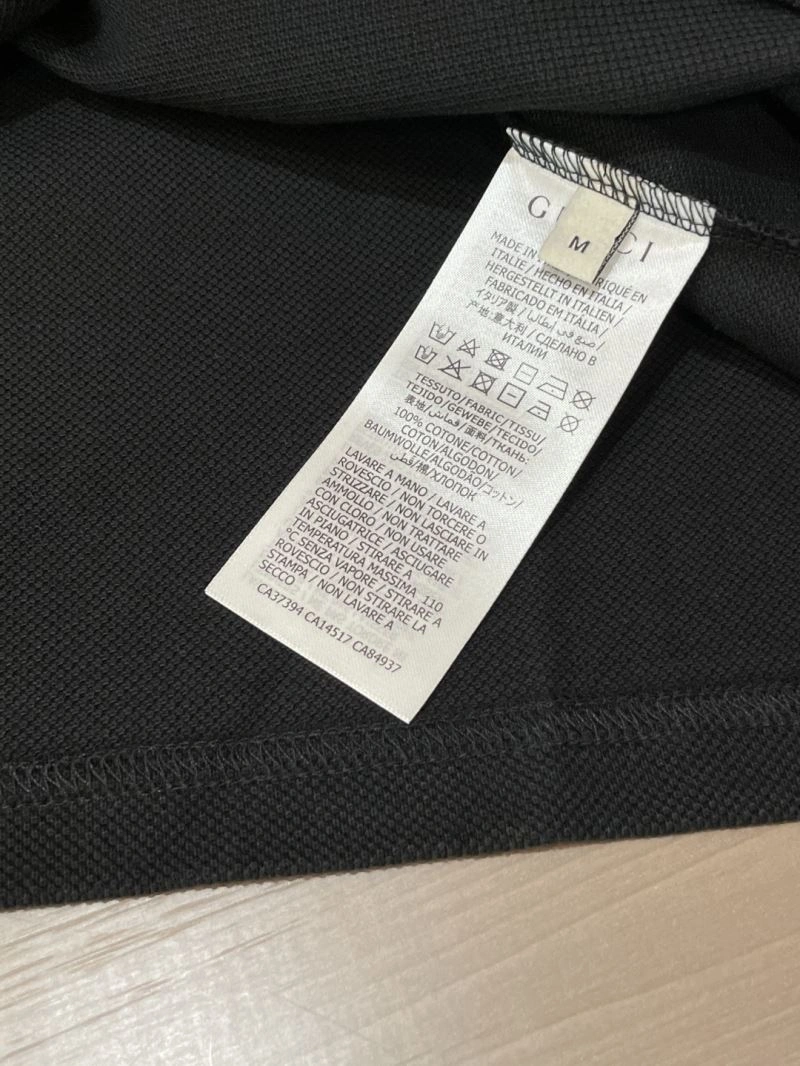 GUCCI
M
MADE IN RIQUÉ EN
ITALIE / HECHO EN ITALIA /
HERGESTELLT IN ITALIEN /
FABRICADO EM ITÁLIA /
イタリア製 / صنع في إيطاليا /
产地:意大利 / СДЕЛАНО В
ИТАЛИИ
TESSUTO/FABRIC/TISSU/
TEJIDO/GEWEBE/TECIDO/
表地/قماش/面料/ТКАНЬ:
100% COTONE/COTTON/
COTON/ALGODON/
BAUMWOLLE/ALGODÃO/コットン/
قطن/棉/ХЛОПОК
LAVARE A MANO / LAVARE A
ROVESCIO / NON TORCERE O
STRIZZARE / NON LASCIARE IN
AMMOLLO / NON TRATTARE
CON CLORO / NON USARE
ASCIUGATRICE / ASCIUGARE
IN PIANO / STIRARE A
TEMPERATURA MASSIMA 110
°C SENZA VAPORE / STIRARE A
ROVESCIO / NON STIRARE LA
STAMPA / NON LAVARE A
SECCO
CA37394 CA14517 CA84937